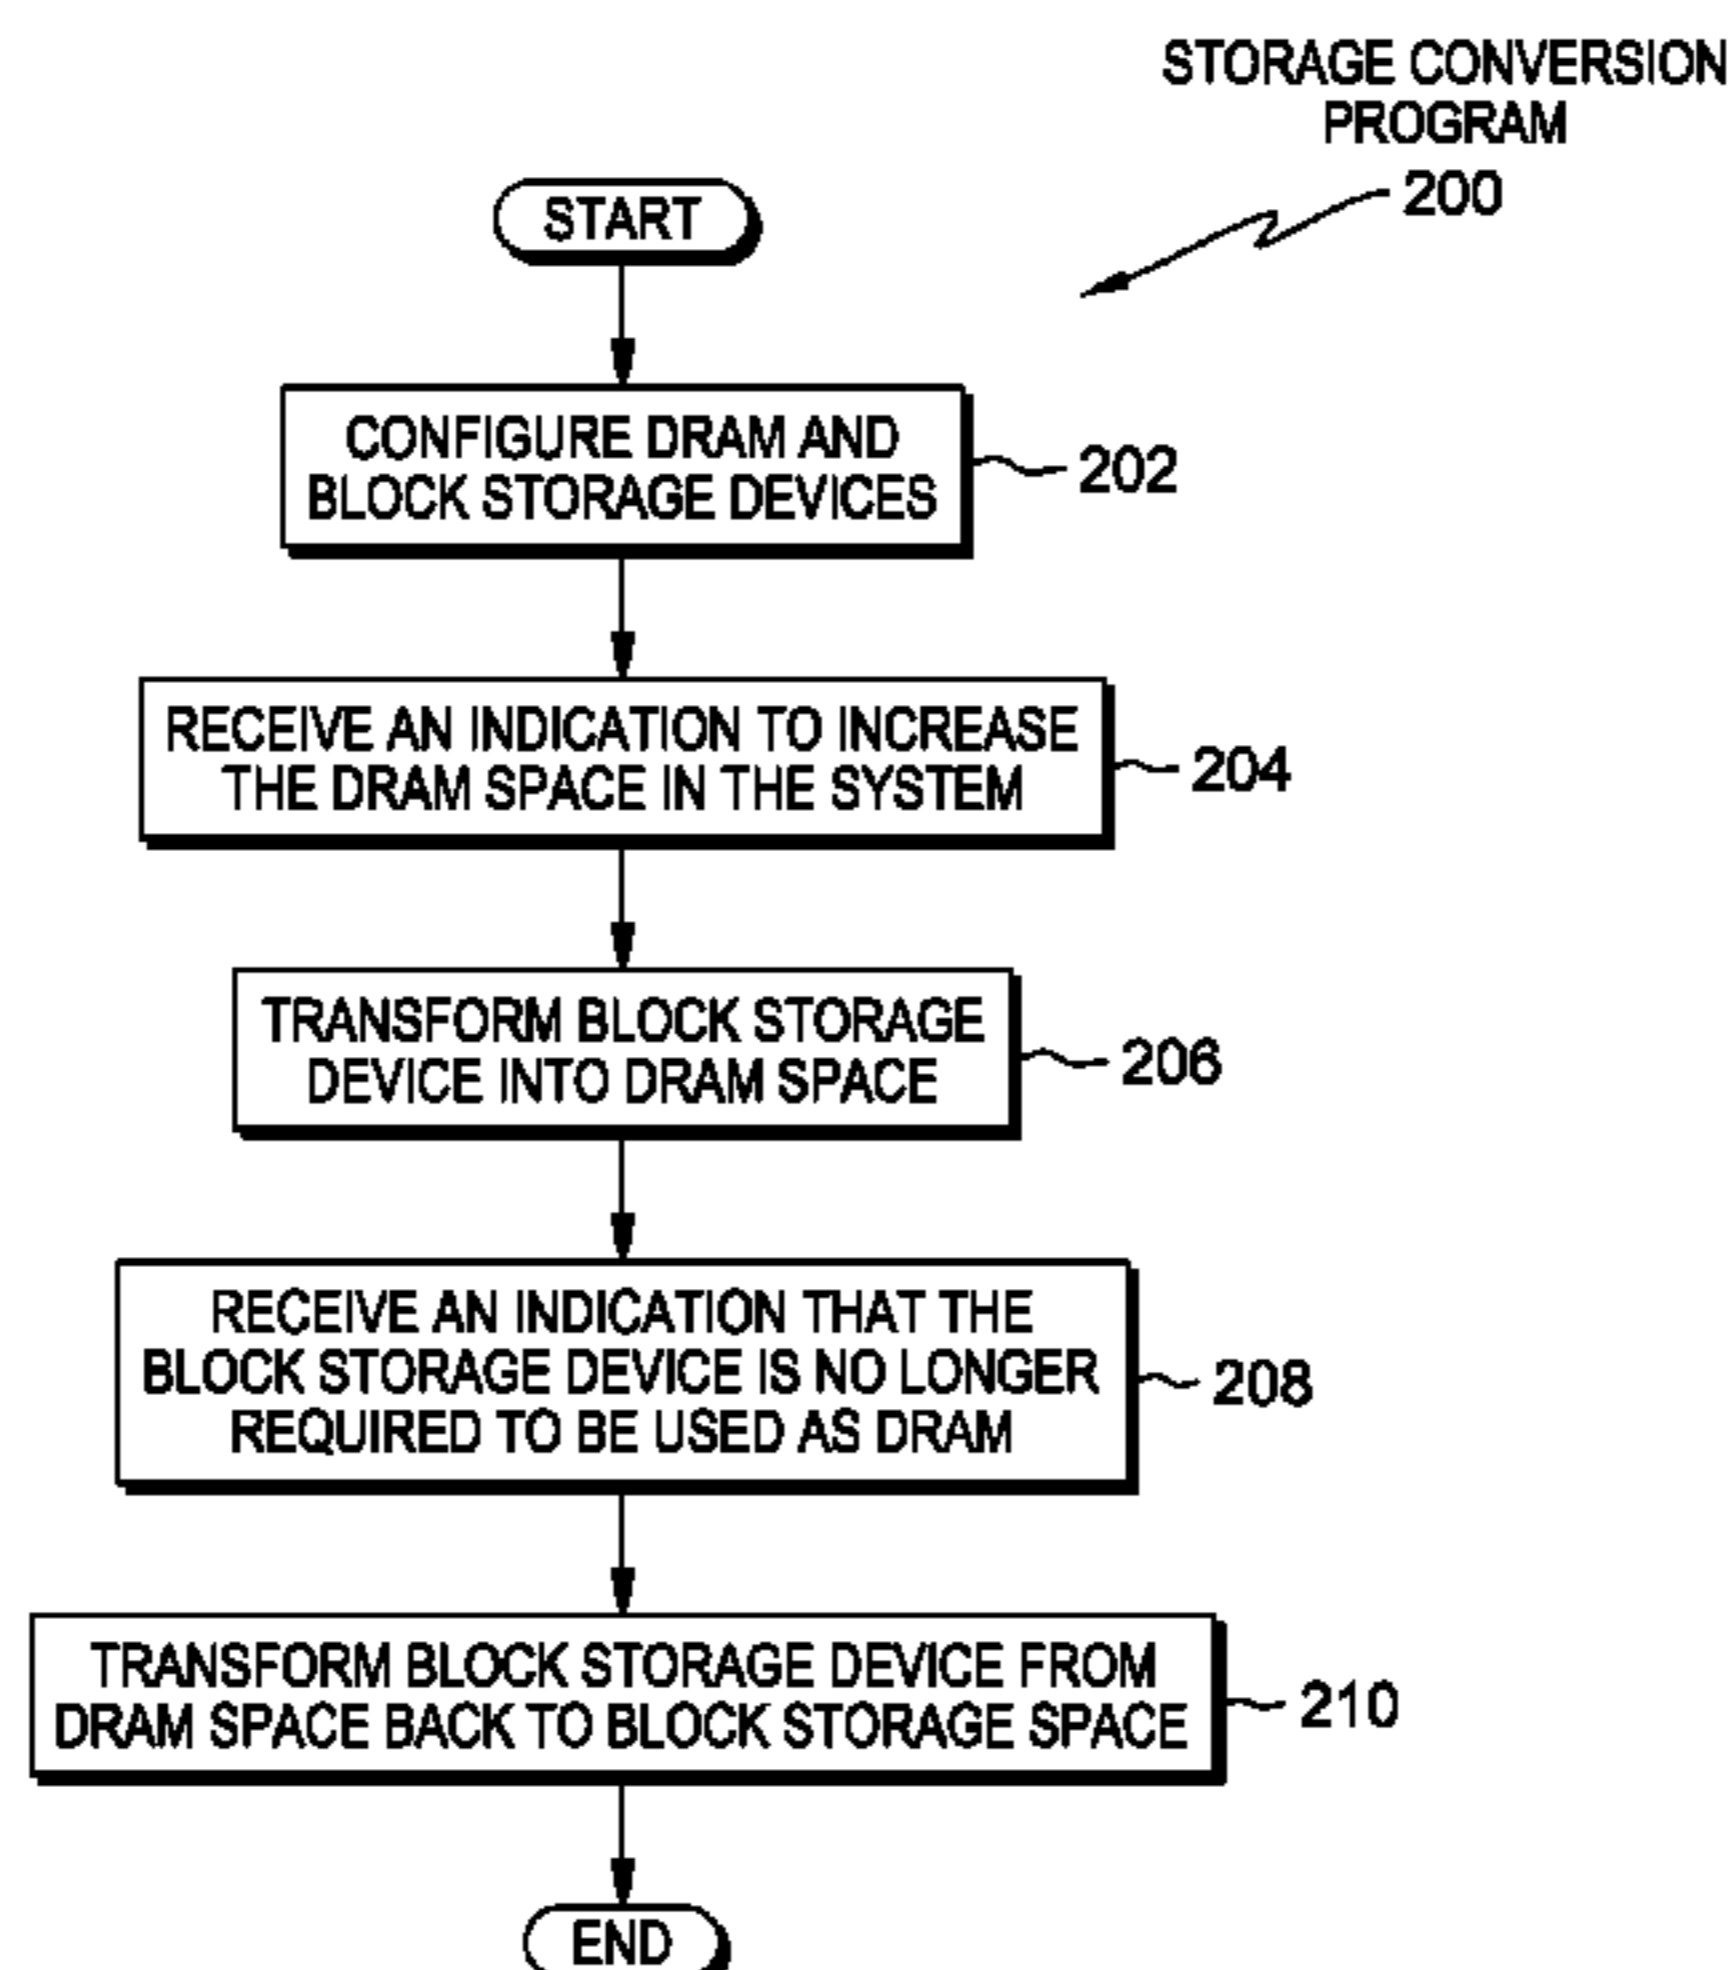 STORAGE CONVERSION
PROGRAM
200
START
CONFIGURE DRAM AND
BLOCK STORAGE DEVICES
202
RECEIVE AN INDICATION TO INCREASE
THE DRAM SPACE IN THE SYSTEM
204
TRANSFORM BLOCK STORAGE
DEVICE INTO DRAM SPACE
206
RECEIVE AN INDICATION THAT THE
BLOCK STORAGE DEVICE IS NO LONGER
REQUIRED TO BE USED AS DRAM
208
TRANSFORM BLOCK STORAGE DEVICE FROM
DRAM SPACE BACK TO BLOCK STORAGE SPACE
210
END